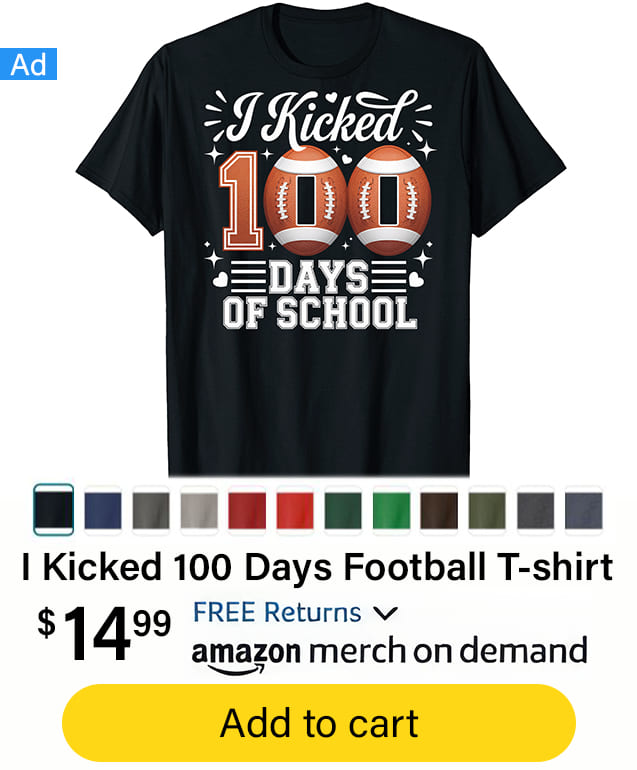 Ad
I Kicked
100
DAYS
OF SCHOOL
I Kicked 100 Days Football T-shirt
$14.99 FREE Returns
amazon merch on demand
Add to cart